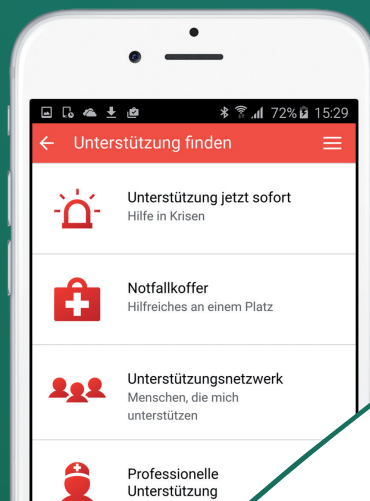 72% 15:29
Unterstützung finden
Unterstützung jetzt sofort
Hilfe in Krisen
Notfallkoffer
Hilfreiches an einem Platz
Unterstützungsnetzwerk
Menschen, die mich
unterstützen
Professionelle
Unterstützung